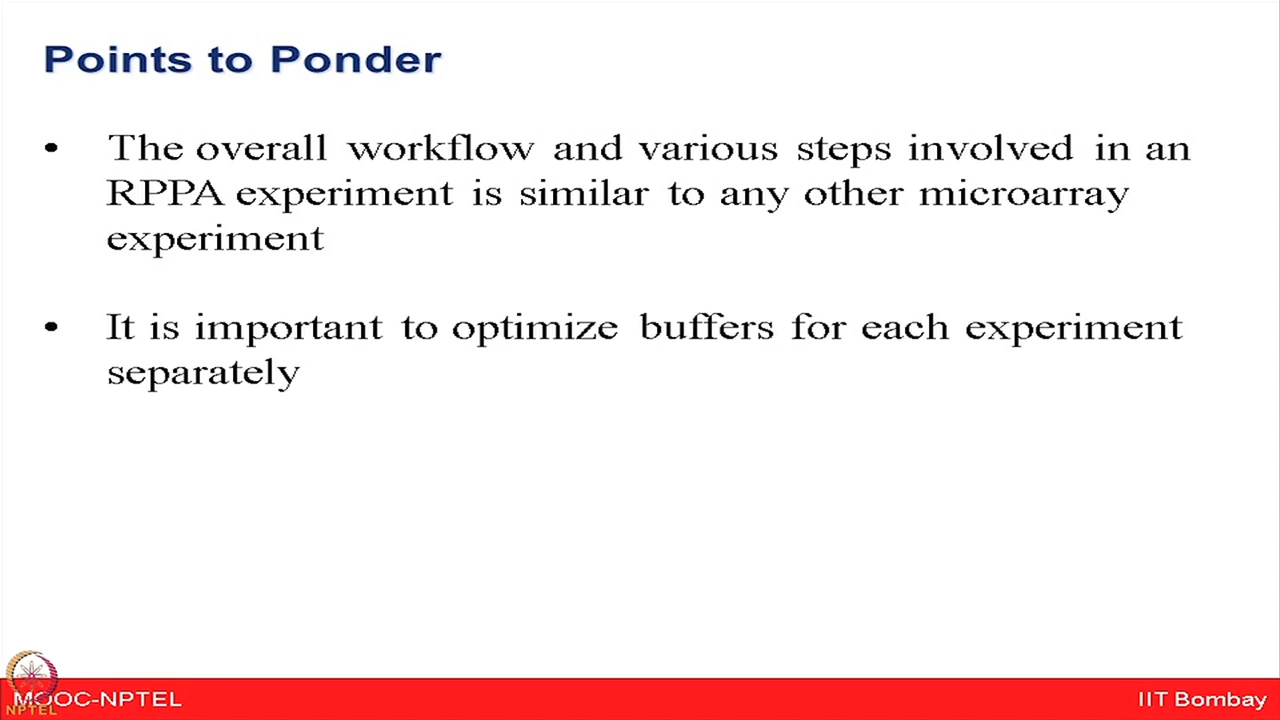 Points to Ponder
• The overall workflow and various steps involved in an
RPPA experiment is similar to any other microarray
experiment
• It is important to optimize buffers for each experiment
separately
MOOC-NPTEL
NPTEL
IIT Bombay